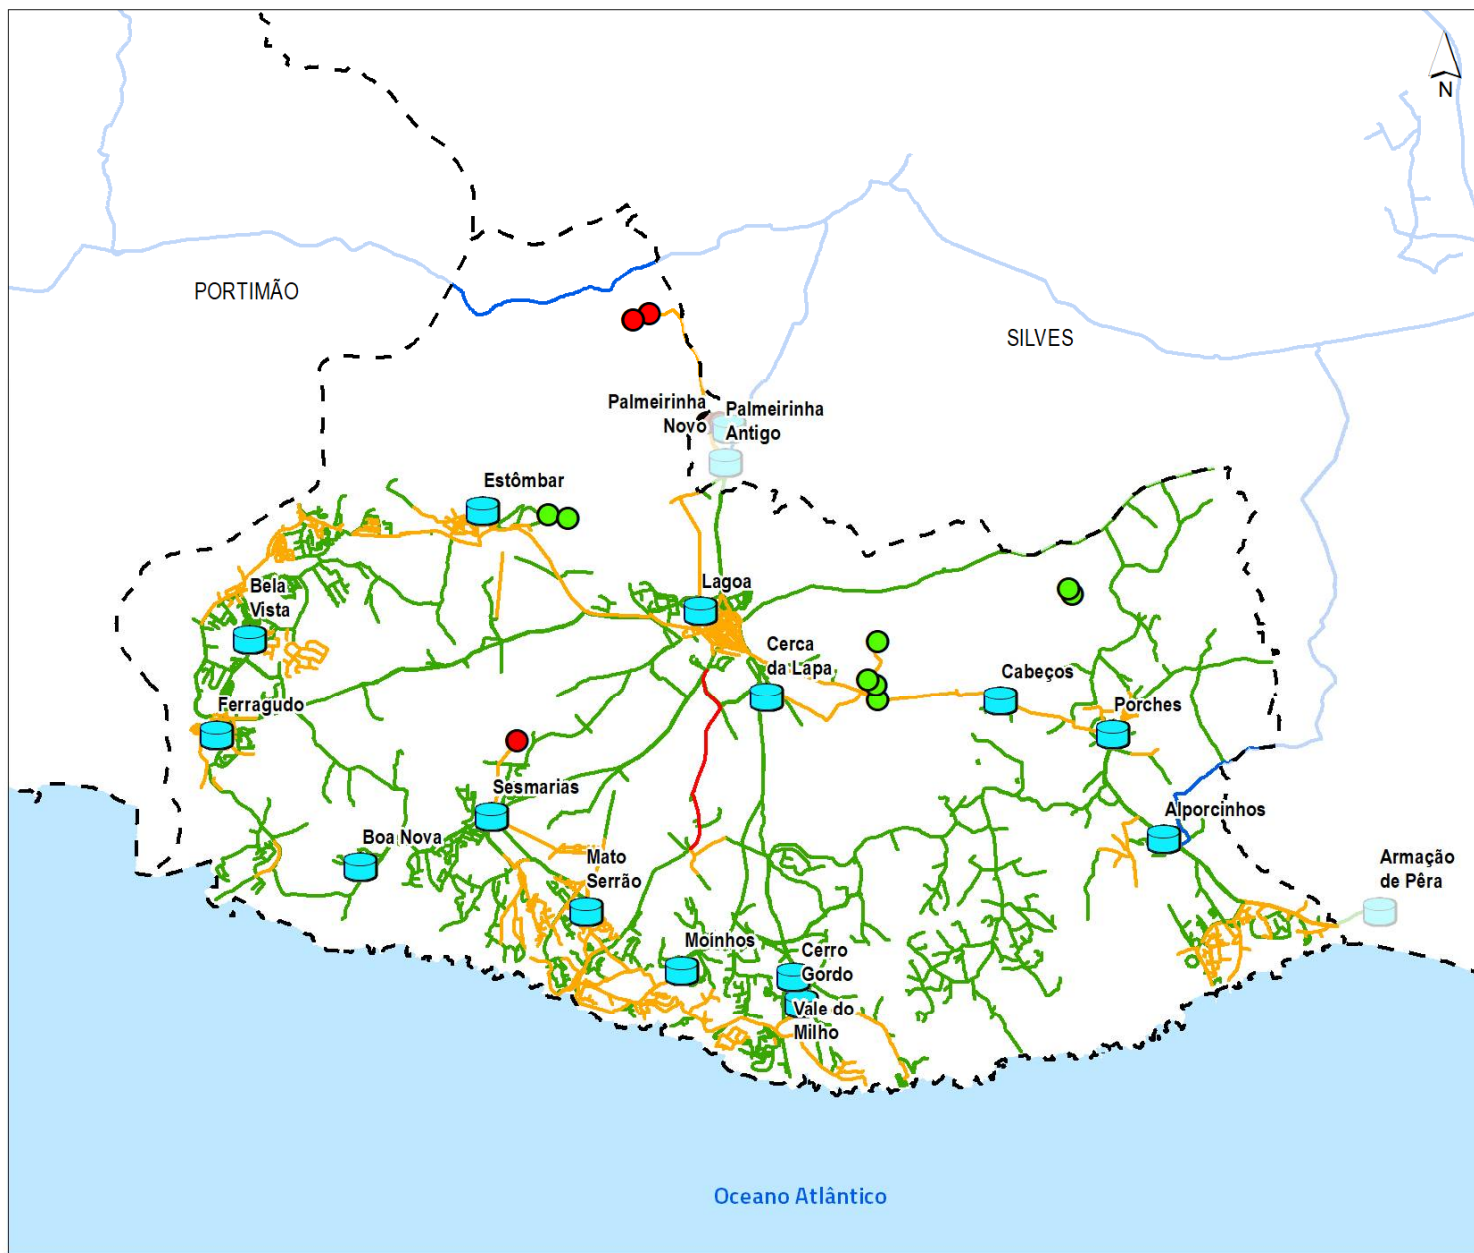 N
PORTIMÃO
SILVES
Palmeirinha
Novo
Palmeirinha
Antigo
Estômbar
Bela
Vista
Lagoa
Cerca
da Lapa
Cabeços
Porches
Ferragudo
Sesmarias
Boa Nova
Mato
Serrão
Alporcinhos
Armação
de Pêra
Moínhos
Cerro
Gordo
Vale do
Milho
Oceano Atlântico